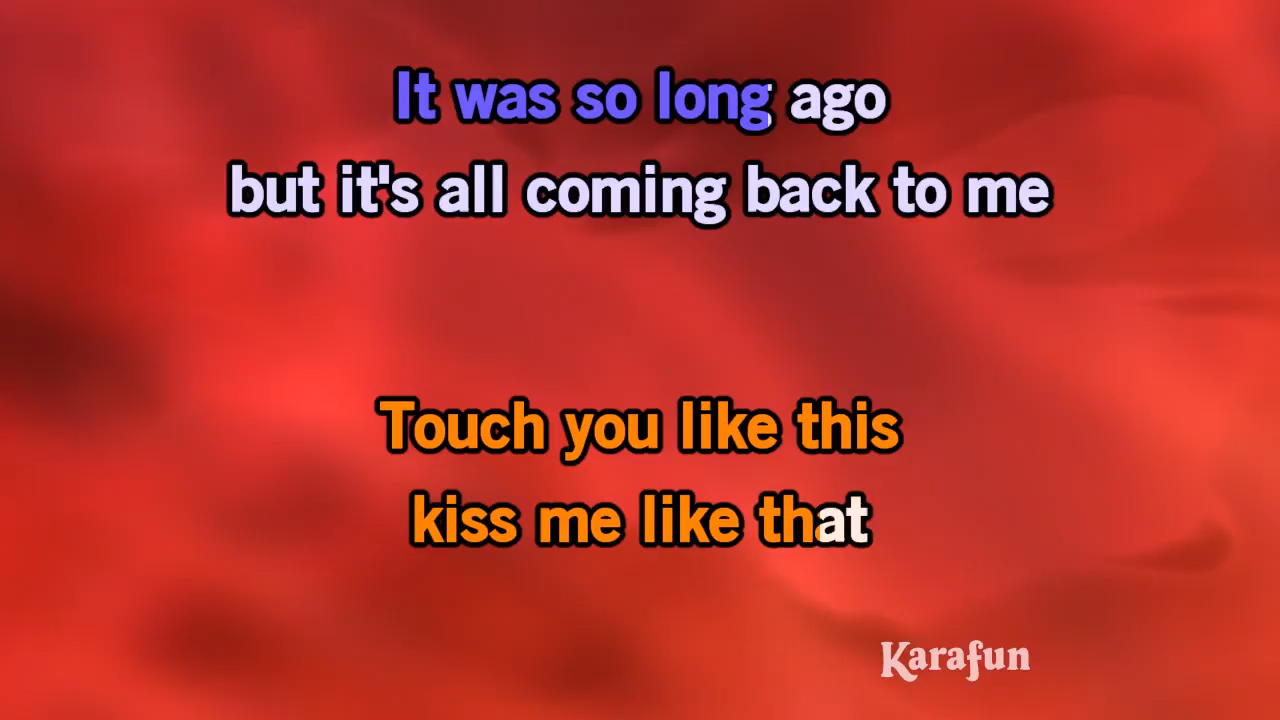 It was so long ago
but it's all coming back to me
Touch you like this
kiss me like that
Karafun